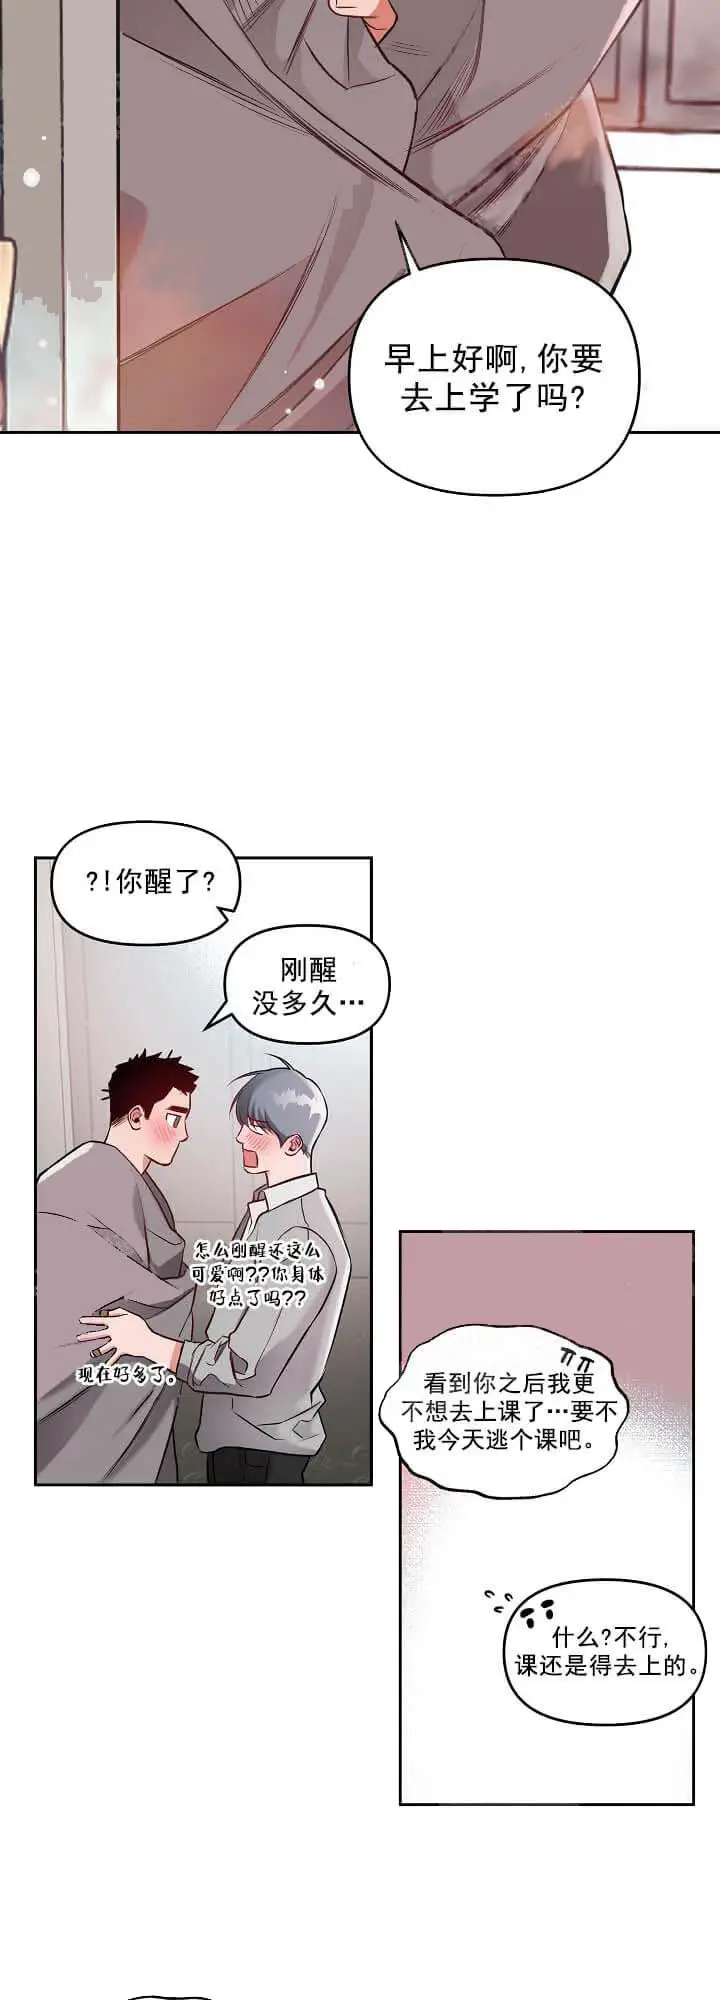 早上好啊,你要
去上学了吗?
?!你醒了?
刚醒
没多久…
怎么刚醒还这么
可爱啊??你身体
好点了吗??
现在好多了。
ㅠㅠ
看到你之后我更
不想去上课了…要不
我今天逃个课吧。
什么?不行,
课还是得去上的。